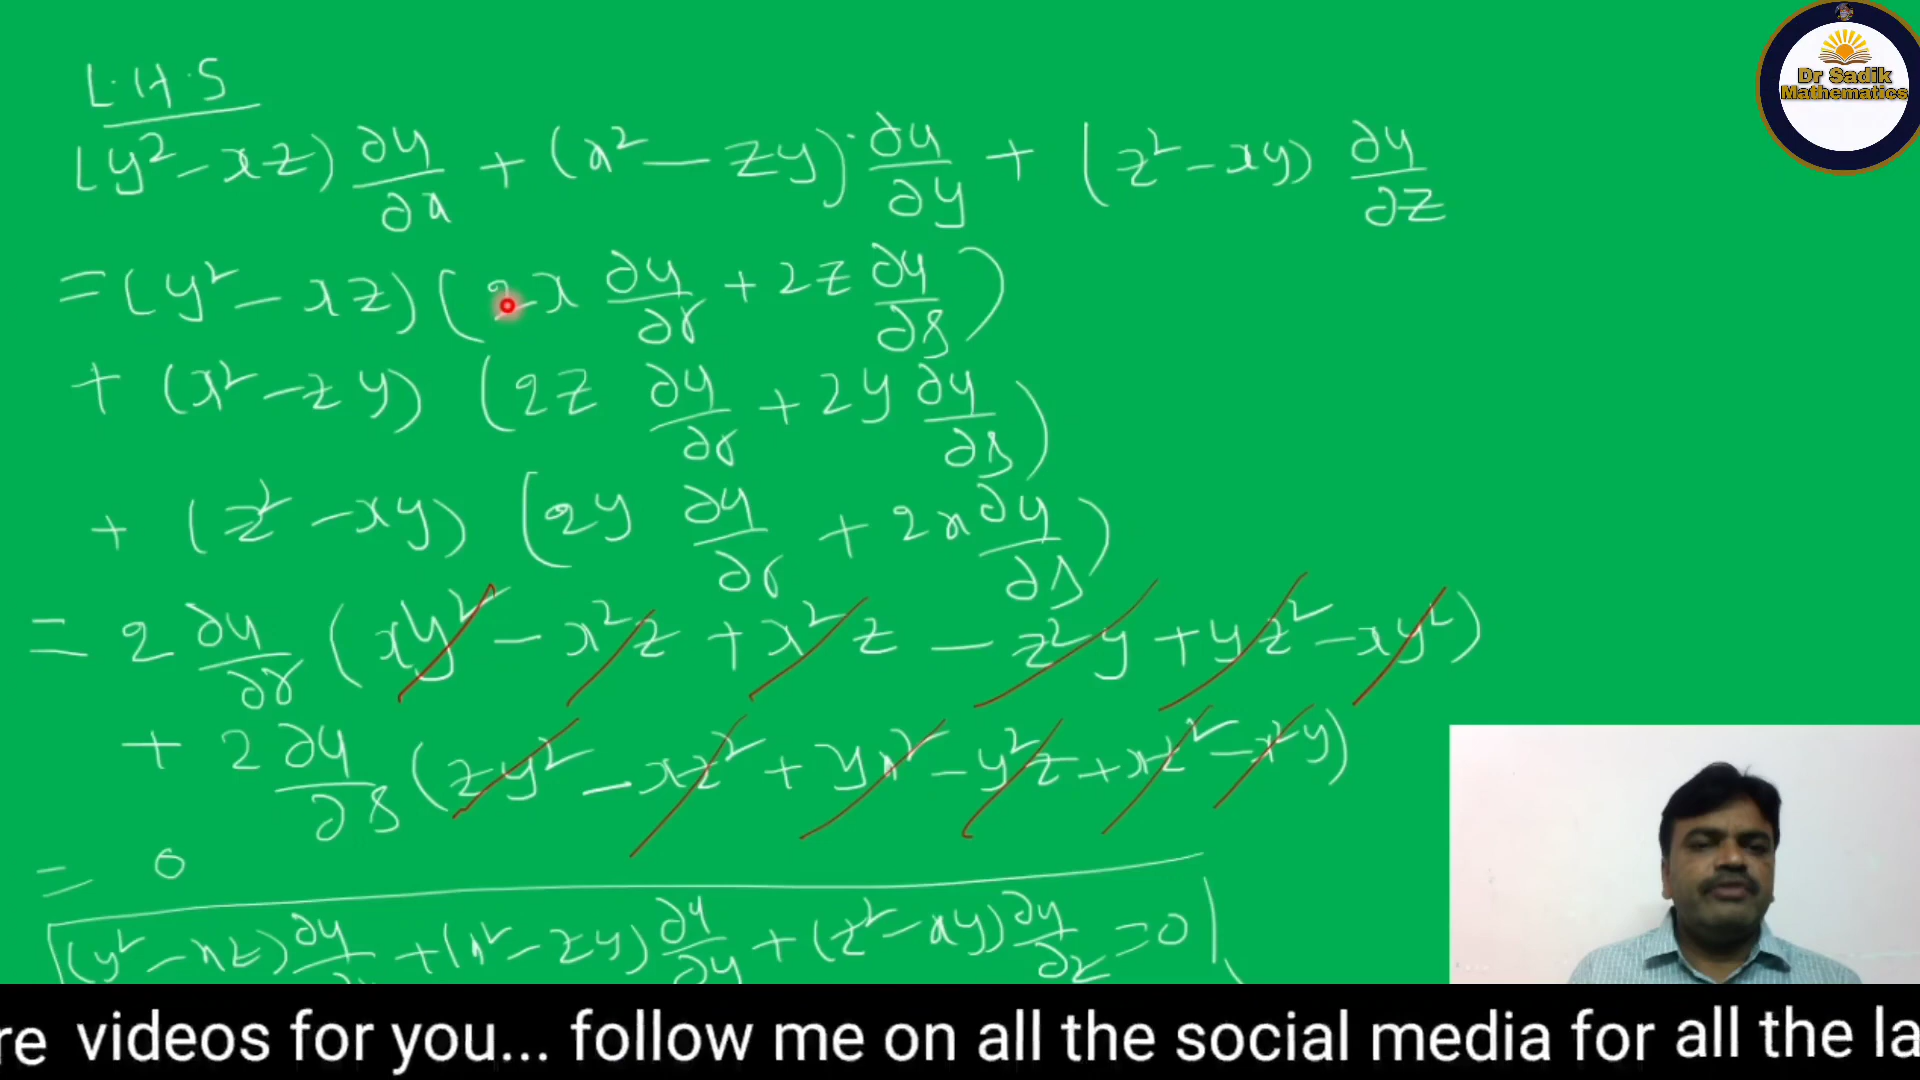 L.H.S
(y² - xz) ∂u/∂x + (x² - zy) · ∂u/∂y + (z² - xy) ∂u/∂z
= (y² - xz) (2x ∂u/∂r + 2z ∂u/∂s)
+ (x² - zy) (2z ∂u/∂r + 2y ∂u/∂s)
+ (z² - xy) (2y ∂u/∂r + 2x ∂u/∂s)
= 2 ∂u/∂r (xy² - x²z + x²z - z²y + yz² - xy²)
+ 2 ∂u/∂s (zy² - xz² + yx² - y²z + xz² - x²y)
= 0
(y² - xz) ∂u/ + (x² - zy) ∂u/∂y + (z² - xy) ∂u/∂z = 0
Dr Sadik
Mathematics
re videos for you... follow me on all the social media for all the la